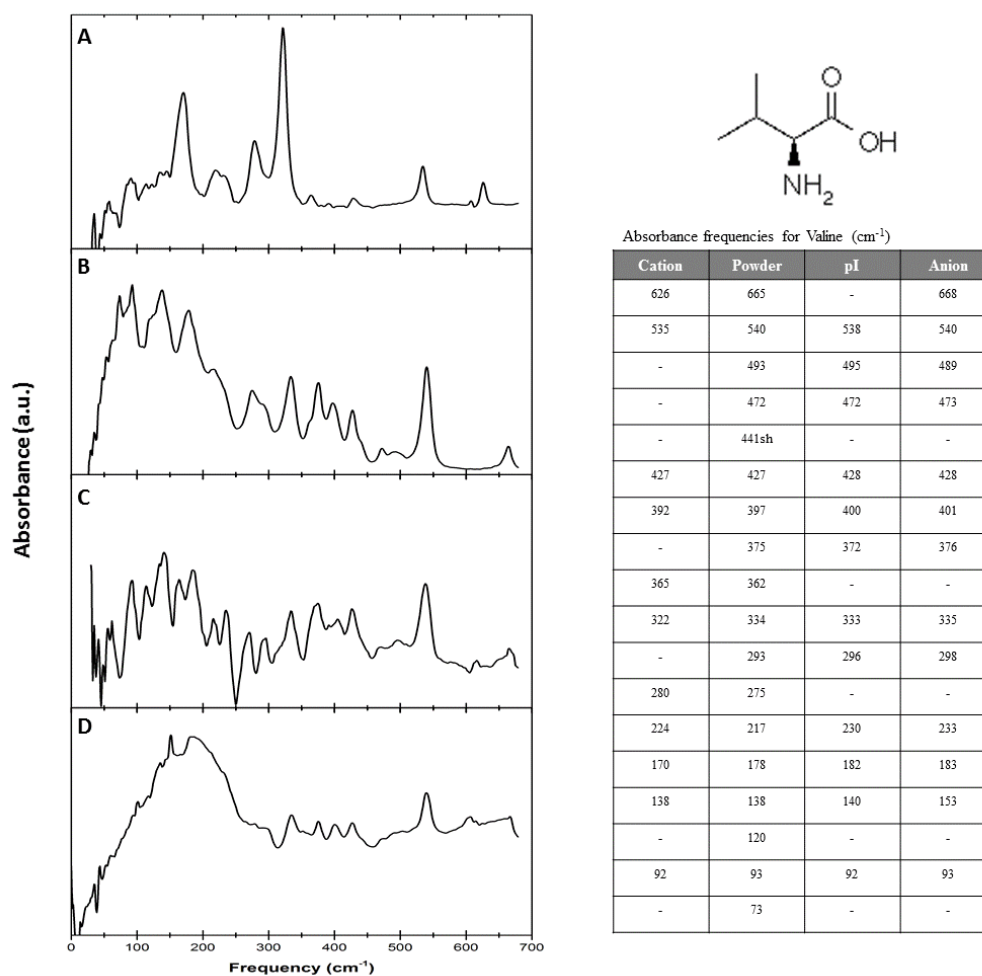 A
B
C
D
Absorbance (a.u.)
0 100 200 300 400 500 600 700
Frequency (cm-1)
O
OH
NH2
Absorbance frequencies for Valine (cm-1)
Cation Powder pI Anion
626 665 - 668
535 540 538 540
- 493 495 489
- 472 472 473
- 441sh - -
427 427 428 428
392 397 400 401
- 375 372 376
365 362 - -
322 334 333 335
- 293 296 298
280 275 - -
224 217 230 233
170 178 182 183
138 138 140 153
- 120 - -
92 93 92 93
- 73 - -